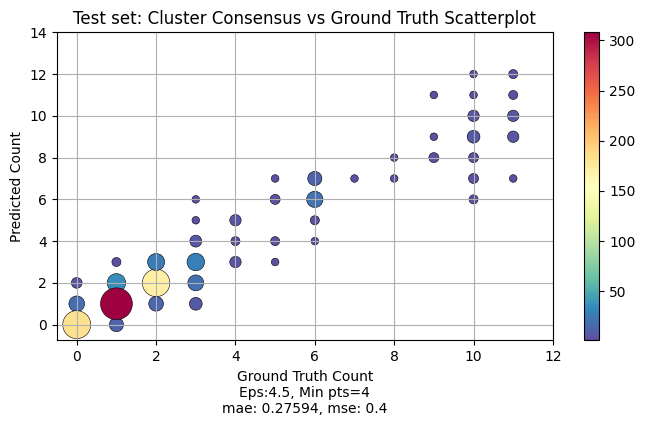 Test set: Cluster Consensus vs Ground Truth Scatterplot
14
12
10
8
6
4
2
0
Predicted Count
0 2 4 6 8 10 12
Ground Truth Count
Eps:4.5, Min pts=4
mae: 0.27594, mse: 0.4
300
250
200
150
100
50